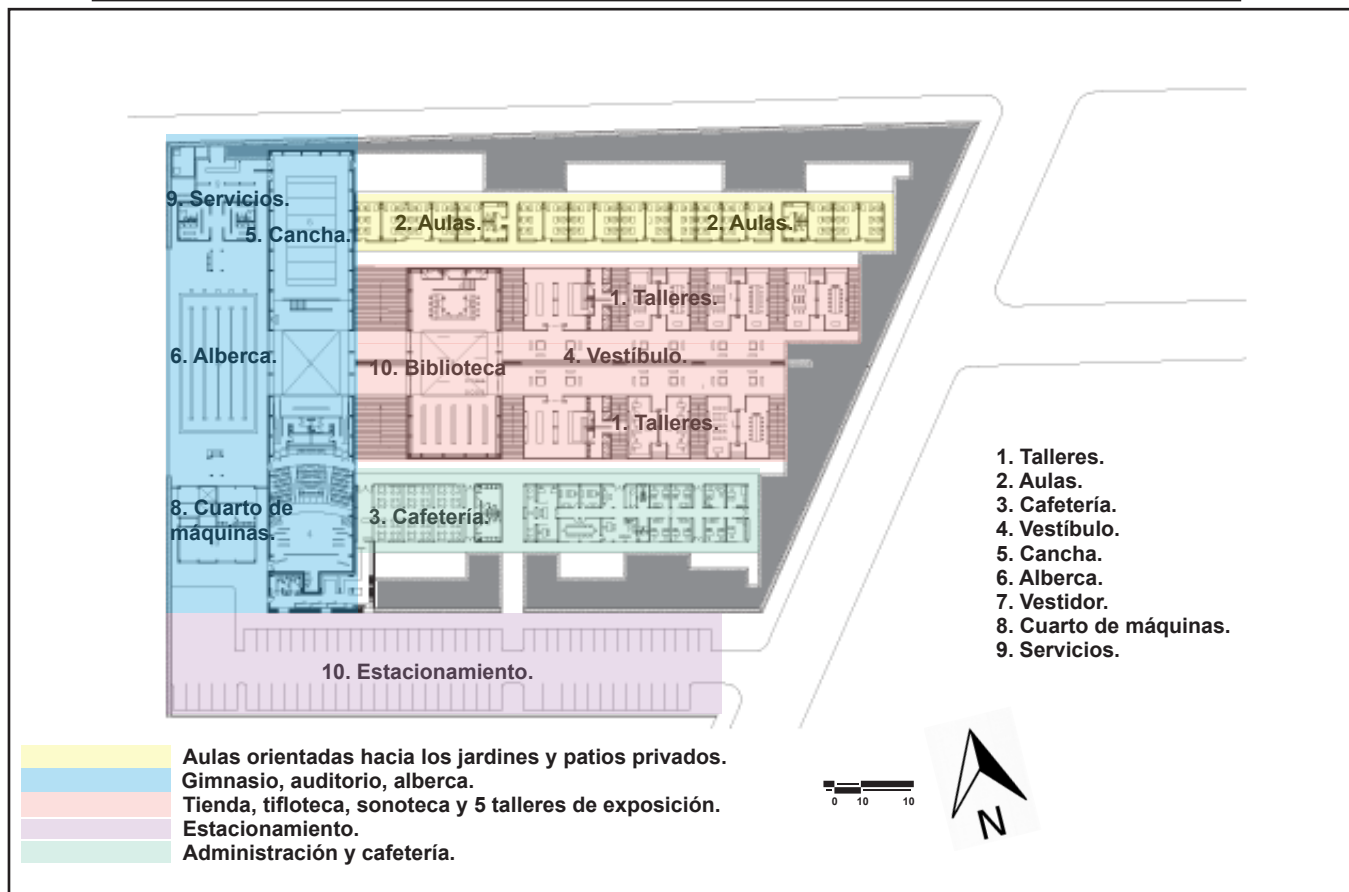 9. Servicios.
5. Cancha.
2. Aulas.
2. Aulas.
1. Talleres.
6. Alberca.
10. Biblioteca
4. Vestíbulo.
1. Talleres.
8. Cuarto de
máquinas.
3. Cafetería.
10. Estacionamiento.
1. Talleres.
2. Aulas.
3. Cafetería.
4. Vestíbulo.
5. Cancha.
6. Alberca.
7. Vestidor.
8. Cuarto de máquinas.
9. Servicios.
Aulas orientadas hacia los jardines y patios privados.
Gimnasio, auditorio, alberca.
Tienda, tifloteca, sonoteca y 5 talleres de exposición.
Estacionamiento.
Administración y cafetería.
0 10 10
N